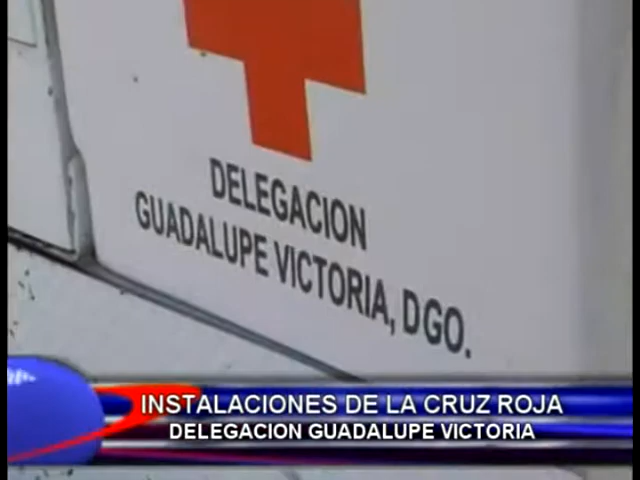 DELEGACION
GUADALUPE VICTORIA, DGO.
INSTALACIONES DE LA CRUZ ROJA
DELEGACION GUADALUPE VICTORIA